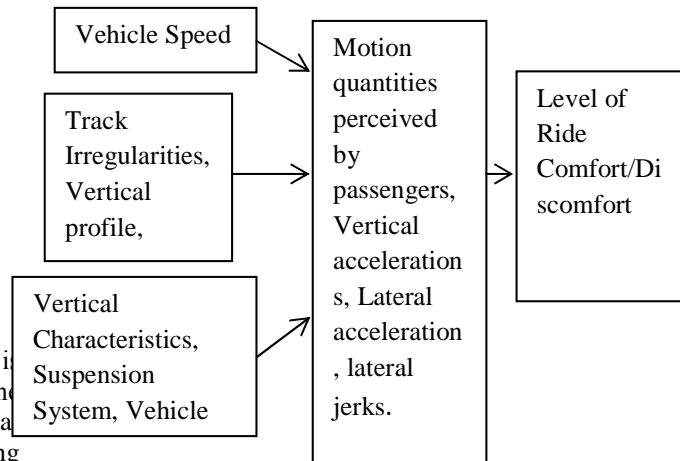 Vehicle Speed
Track
Irregularities,
Vertical
profile,
Vertical
Characteristics,
Suspension
System, Vehicle
Motion
quantities
perceived
by
passengers,
Vertical
acceleration
s, Lateral
acceleration
, lateral
jerks.
Level of
Ride
Comfort/Di
scomfort